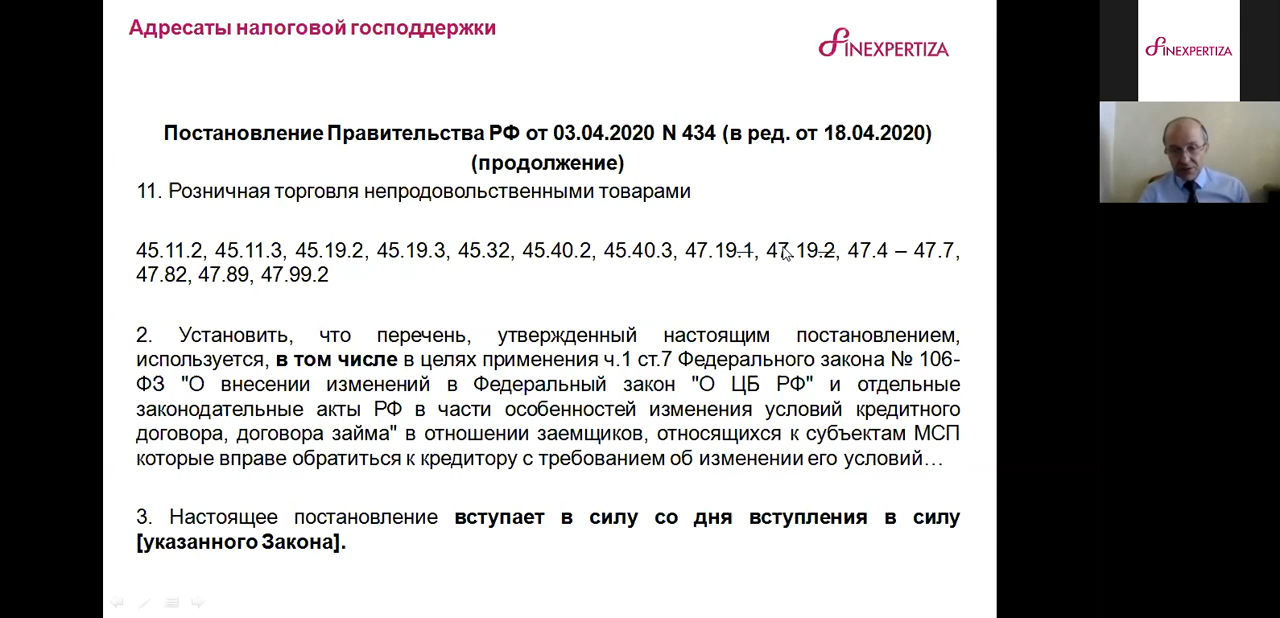 Адресаты налоговой господдержки
FINEXPERTIZA
FINEXPERTIZA
Постановление Правительства РФ от 03.04.2020 N 434 (в ред. от 18.04.2020)
(продолжение)
11. Розничная торговля непродовольственными товарами
45.11.2, 45.11.3, 45.19.2, 45.19.3, 45.32, 45.40.2, 45.40.3, 47.19.1, 47.19.2, 47.4 – 47.7,
47.82, 47.89, 47.99.2
2. Установить, что перечень, утвержденный настоящим постановлением,
используется, в том числе в целях применения ч.1 ст.7 Федерального закона № 106-
ФЗ "О внесении изменений в Федеральный закон "О ЦБ РФ" и отдельные
законодательные акты РФ в части особенностей изменения условий кредитного
договора, договора займа" в отношении заемщиков, относящихся к субъектам МСП
которые вправе обратиться к кредитору с требованием об изменении его условий…
3. Настоящее постановление вступает в силу со дня вступления в силу
[указанного Закона].